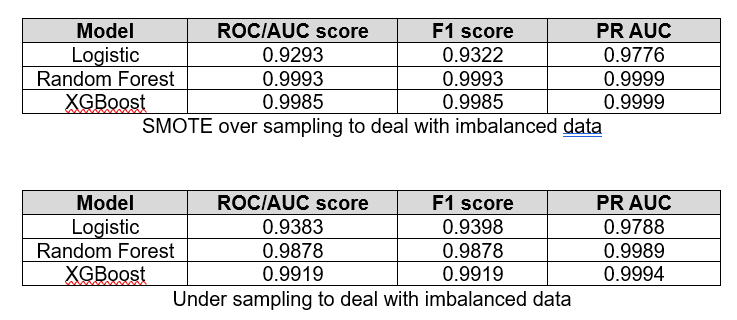 Model ROC/AUC score F1 score PR AUC
Logistic 0.9293 0.9322 0.9776
Random Forest 0.9993 0.9993 0.9999
XGBoost 0.9985 0.9985 0.9999
SMOTE over sampling to deal with imbalanced data
Model ROC/AUC score F1 score PR AUC
Logistic 0.9383 0.9398 0.9788
Random Forest 0.9878 0.9878 0.9989
XGBoost 0.9919 0.9919 0.9994
Under sampling to deal with imbalanced data